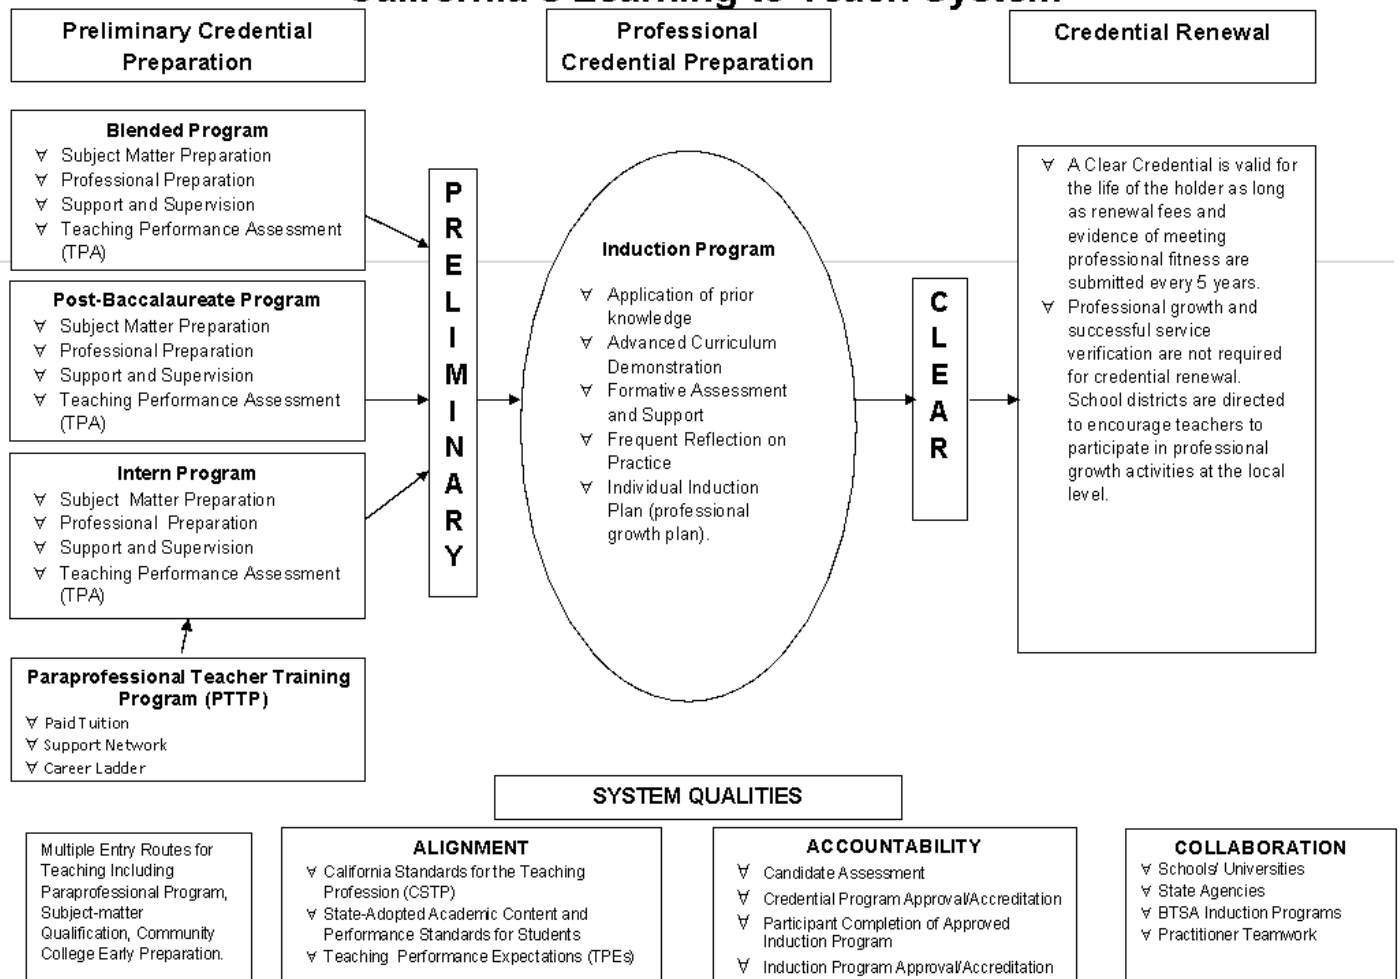 California's Learning to Teach System
Preliminary Credential
Preparation
Professional
Credential Preparation
Credential Renewal
Blended Program
∀ Subject Matter Preparation
∀ Professional Preparation
∀ Support and Supervision
∀ Teaching Performance Assessment
(TPA)
Post-Baccalaureate Program
∀ Subject Matter Preparation
∀ Professional Preparation
∀ Support and Supervision
∀ Teaching Performance Assessment
(TPA)
Intern Program
∀ Subject Matter Preparation
∀ Professional Preparation
∀ Support and Supervision
∀ Teaching Performance Assessment
(TPA)
Paraprofessional Teacher Training
Program (PTTP)
∀ Paid Tuition
∀ Support Network
∀ Career Ladder
PRELIMINARY
Induction Program
∀ Application of prior
knowledge
∀ Advanced Curriculum
Demonstration
∀ Formative Assessment
and Support
∀ Frequent Reflection on
Practice
∀ Individual Induction
Plan (professional
growth plan).
CLEAR
∀ A Clear Credential is valid for
the life of the holder as long
as renewal fees and
evidence of meeting
professional fitness are
submitted every 5 years.
∀ Professional growth and
successful service
verification are not required
for credential renewal.
School districts are directed
to encourage teachers to
participate in professional
growth activities at the local
level.
SYSTEM QUALITIES
Multiple Entry Routes for
Teaching Including
Paraprofessional Program,
Subject-matter
Qualification, Community
College Early Preparation.
ALIGNMENT
∀ California Standards for the Teaching
Profession (CSTP)
∀ State-Adopted Academic Content and
Performance Standards for Students
∀ Teaching Performance Expectations (TPEs)
ACCOUNTABILITY
∀ Candidate Assessment
∀ Credential Program Approval/Accreditation
∀ Participant Completion of Approved
Induction Program
∀ Induction Program Approval/Accreditation
COLLABORATION
∀ Schools/ Universities
∀ State Agencies
∀ BTSA Induction Programs
∀ Practitioner Teamwork